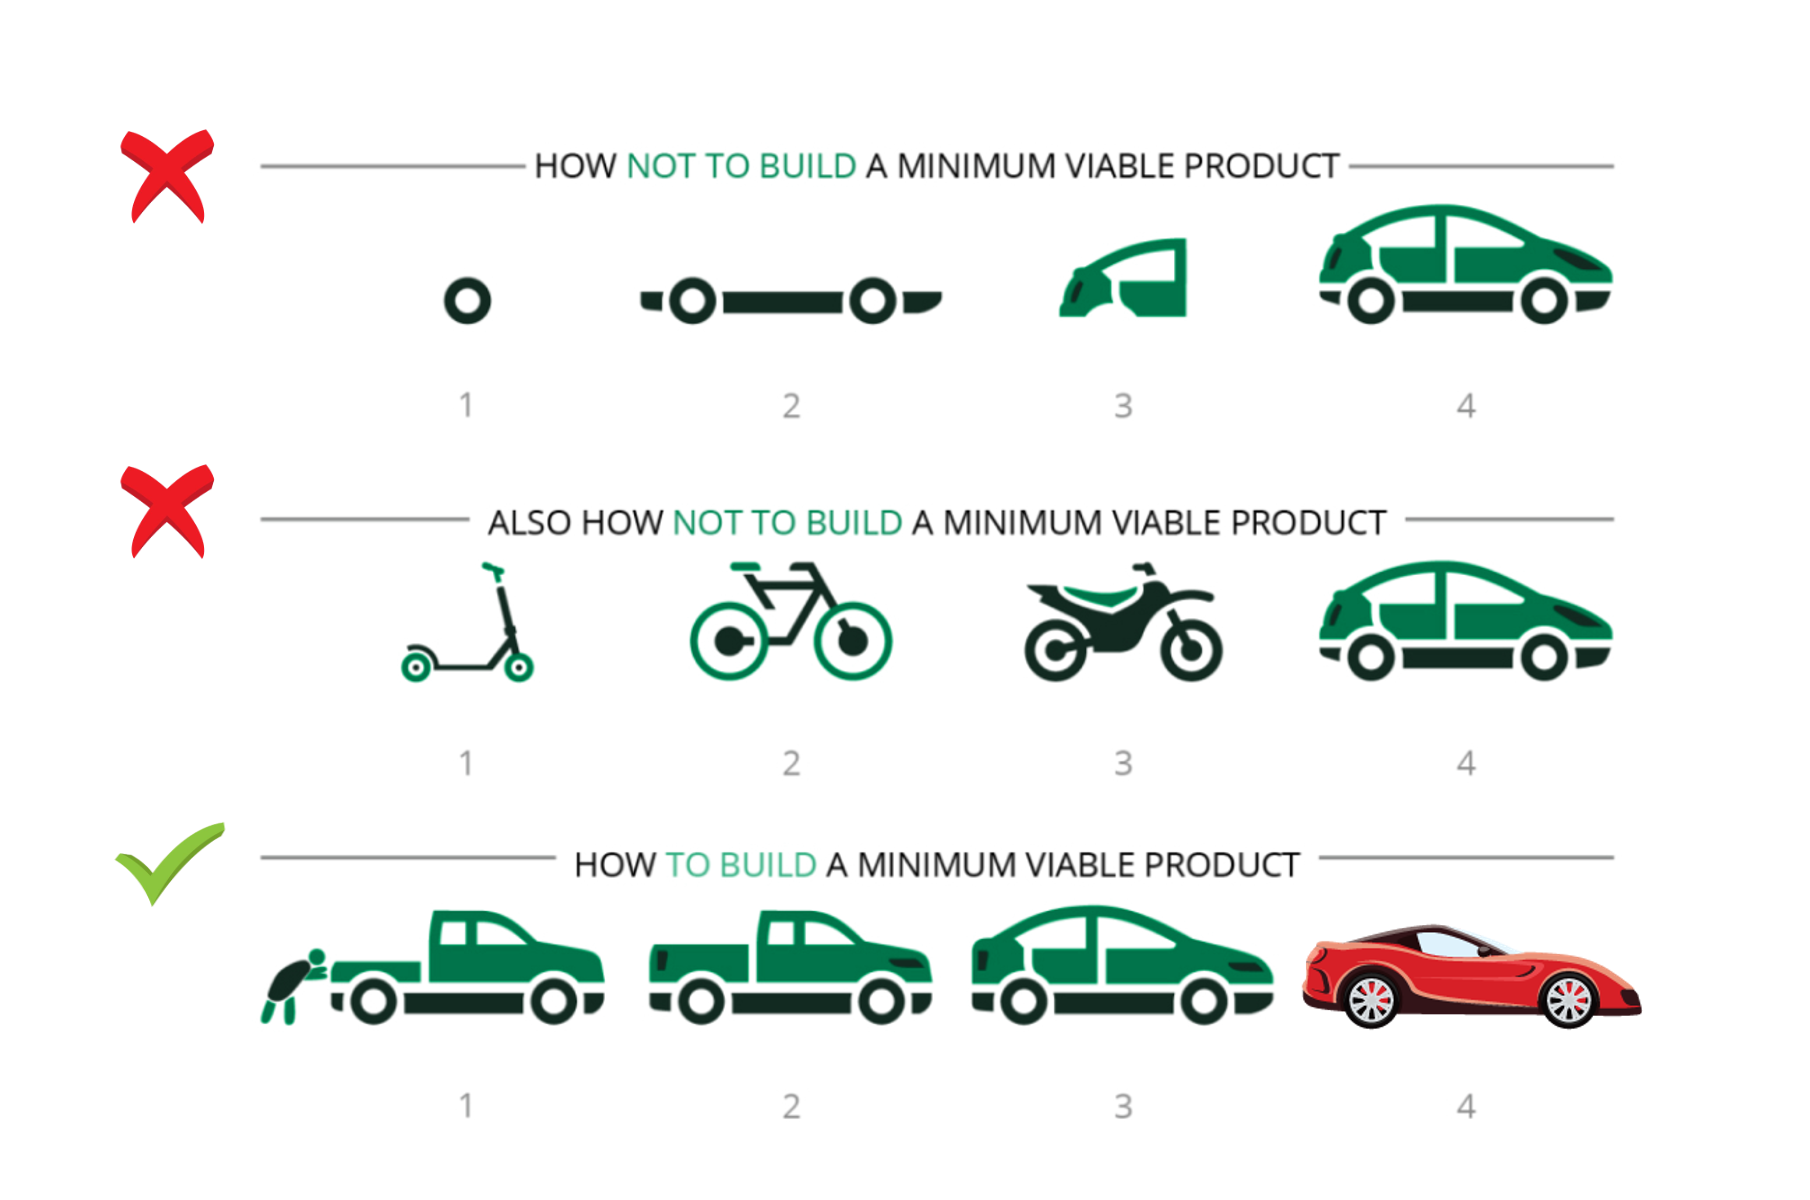 HOW NOT TO BUILD A MINIMUM VIABLE PRODUCT
1 2 3 4
ALSO HOW NOT TO BUILD A MINIMUM VIABLE PRODUCT
1 2 3 4
HOW TO BUILD A MINIMUM VIABLE PRODUCT
1 2 3 4